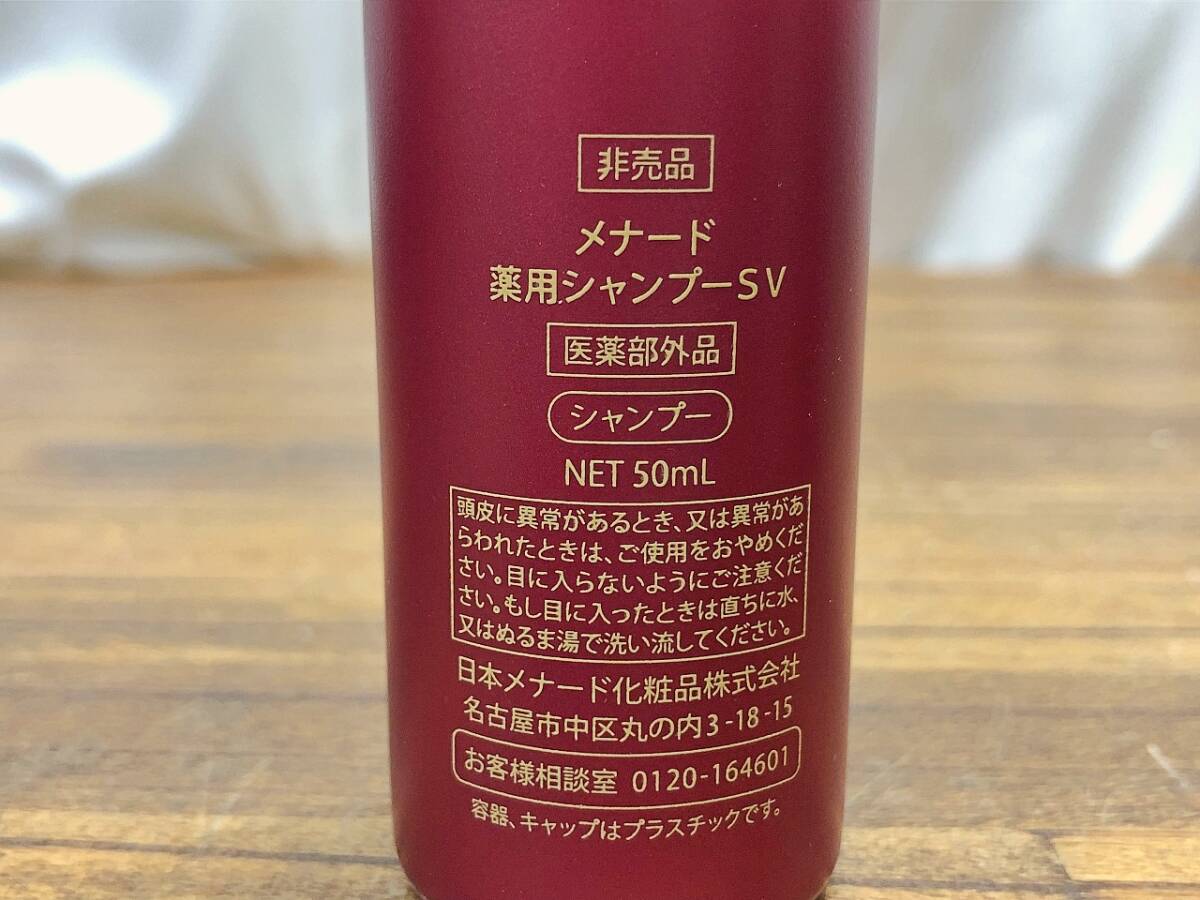 非売品
メナード
薬用シャンプーSV
医薬部外品
シャンプー
NET 50mL
頭皮に異常があるとき、又は異常があ
らわれたときは、ご使用をおやめくだ
さい。目に入らないようにご注意くだ
さい。もし目に入ったときは直ちに水、
又はぬるま湯で洗い流してください。
日本メナード化粧品株式会社
名古屋市中区丸の内3-18-15
お客様相談室 0120-164601
容器、キャップはプラスチックです。